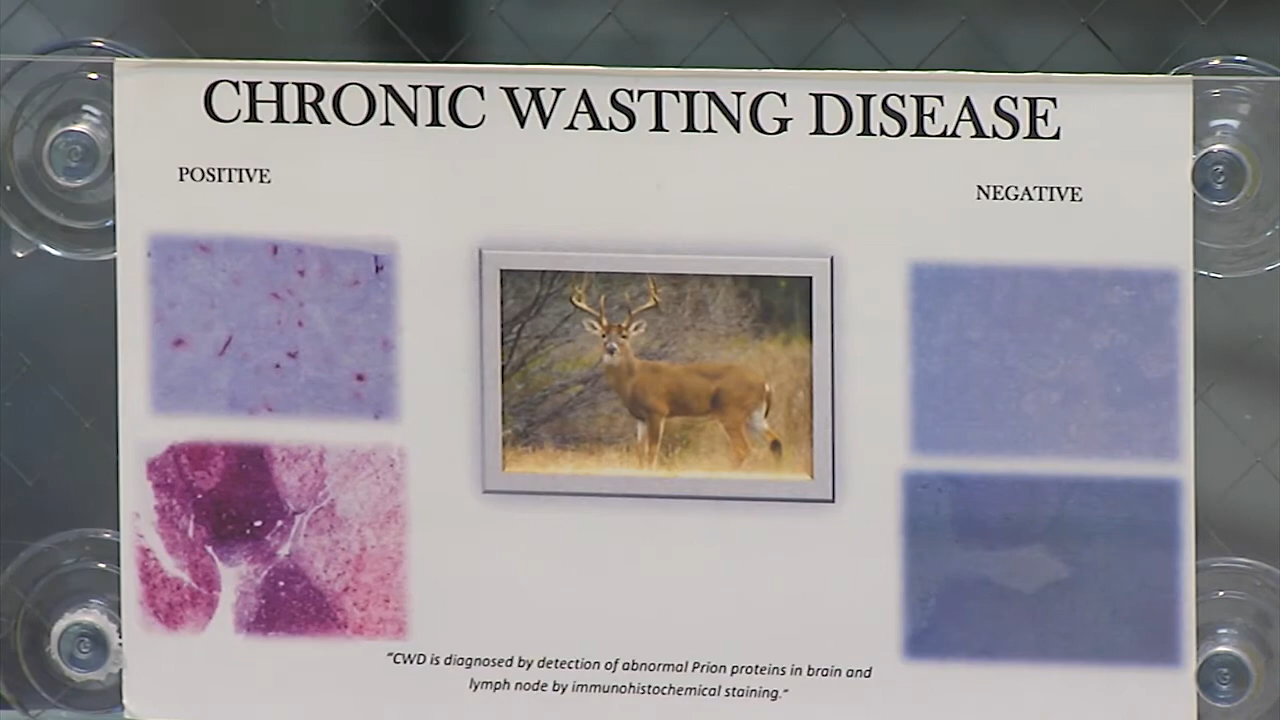 CHRONIC WASTING DISEASE
POSITIVE
NEGATIVE
"CWD is diagnosed by detection of abnormal Prion proteins in brain and
lymph node by immunohistochemical staining."